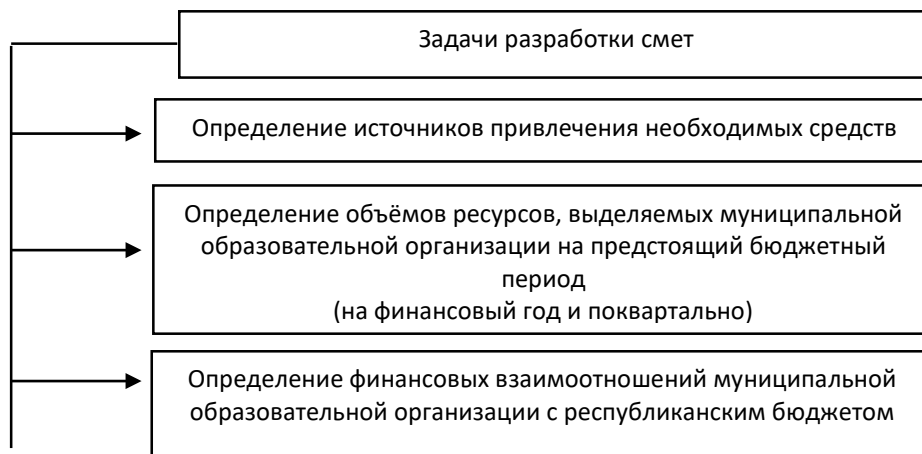 Задачи разработки смет
Определение источников привлечения необходимых средств
Определение объёмов ресурсов, выделяемых муниципальной
образовательной организации на предстоящий бюджетный
период
(на финансовый год и поквартально)
Определение финансовых взаимоотношений муниципальной
образовательной организации с республиканским бюджетом